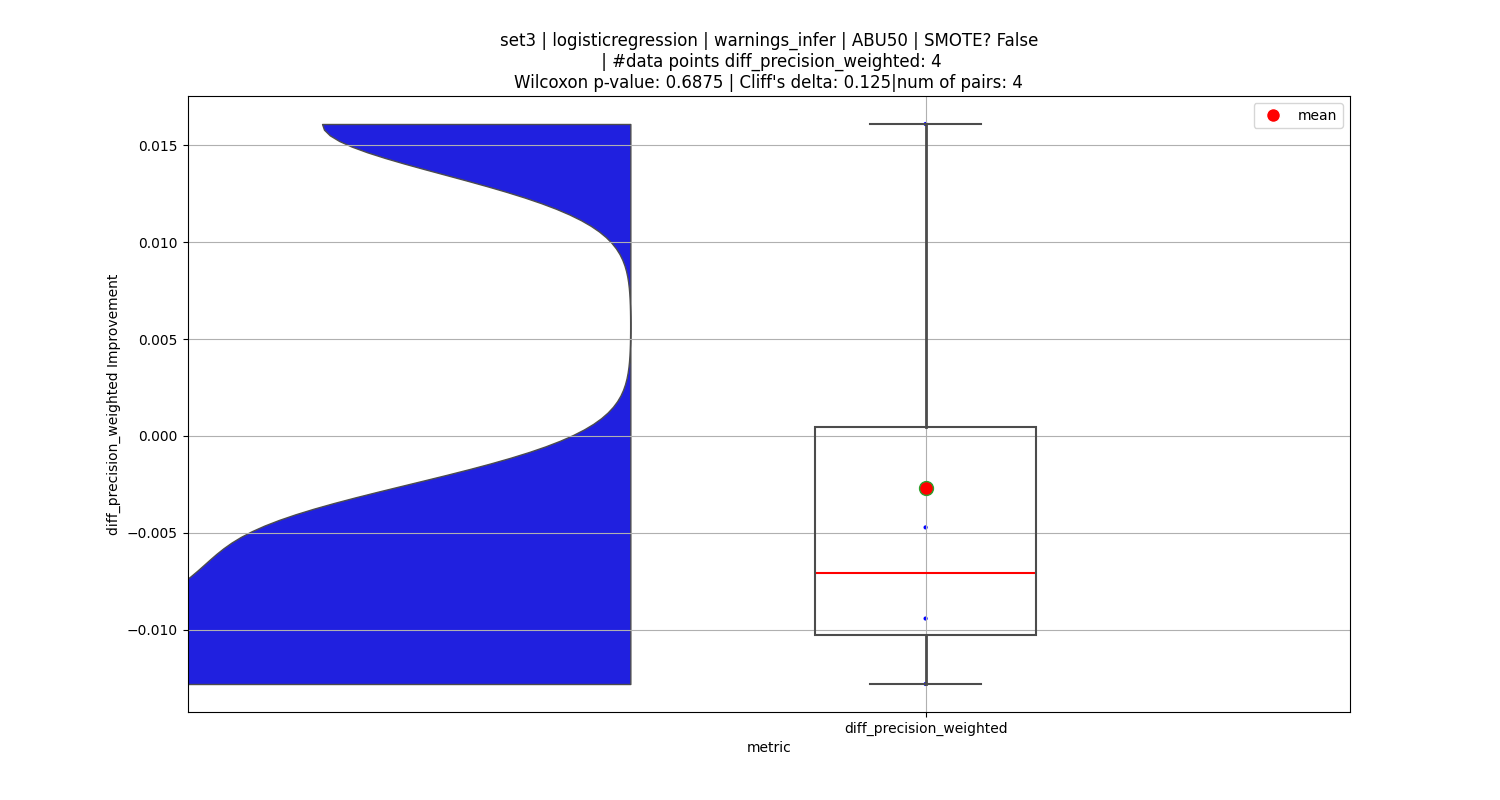 set3 | logisticregression | warnings_infer | ABU50 | SMOTE? False
| #data points diff_precision_weighted: 4
Wilcoxon p-value: 0.6875 | Cliff's delta: 0.125|num of pairs: 4
mean
0.015
0.010
0.005
0.000
−0.005
−0.010
diff_precision_weighted Improvement
diff_precision_weighted
metric